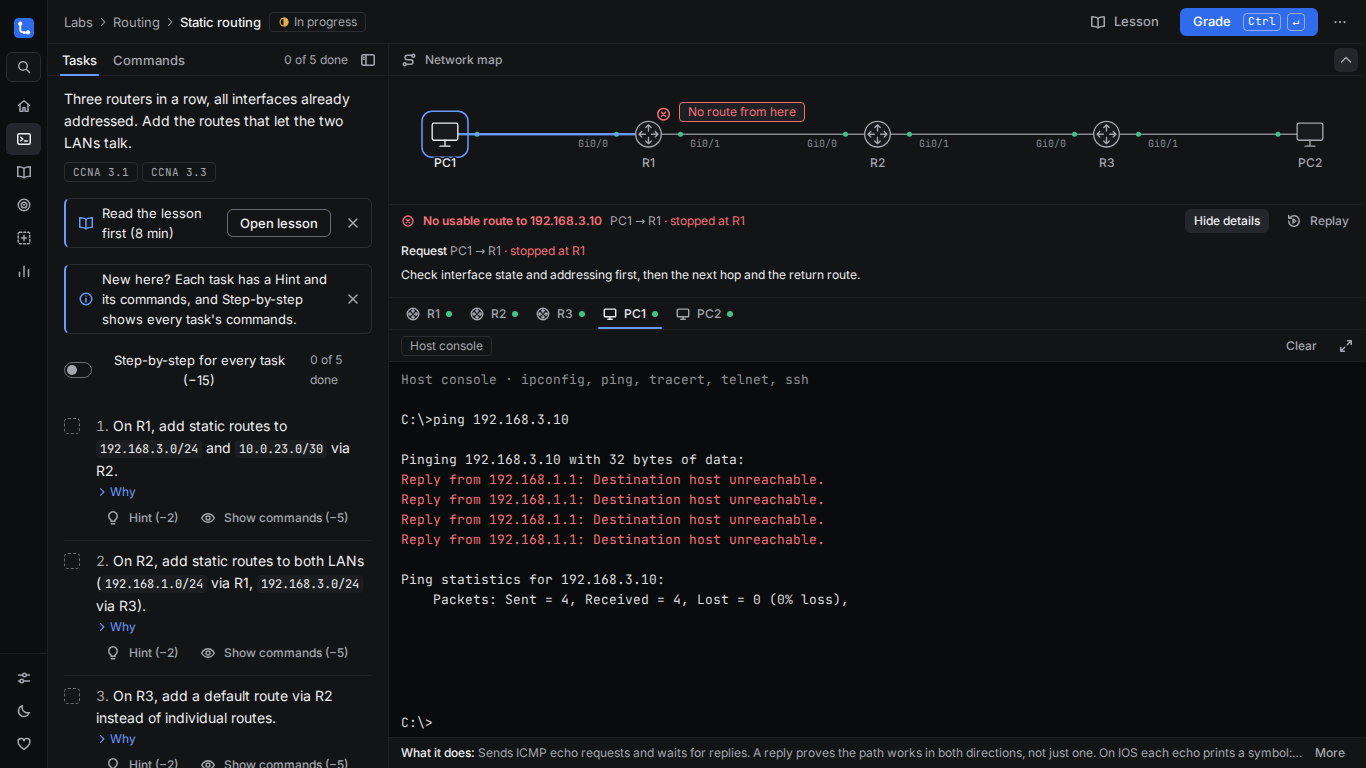 Labs > Routing > Static routing In progress
Lesson
Grade Ctrl ↵
Tasks Commands 0 of 5 done
Three routers in a row, all interfaces already
addressed. Add the routes that let the two
LANs talk.
CCNA 3.1 CCNA 3.3
Read the lesson
first (8 min)
Open lesson
New here? Each task has a Hint and
its commands, and Step-by-step
shows every task's commands.
Step-by-step for every task
(−15)
0 of 5
done
1. On R1, add static routes to
192.168.3.0/24 and 10.0.23.0/30 via
R2.
Why
Hint (−2) Show commands (−5)
2. On R2, add static routes to both LANs
(192.168.1.0/24 via R1, 192.168.3.0/24
via R3).
Why
Hint (−2) Show commands (−5)
3. On R3, add a default route via R2
instead of individual routes.
Why
Hint (−2) Show commands (−5)
Network map
No route from here
Gi0/0 Gi0/1 Gi0/0 Gi0/1 Gi0/0 Gi0/1
PC1 R1 R2 R3 PC2
No usable route to 192.168.3.10 PC1 → R1 · stopped at R1
Hide details Replay
Request PC1 → R1 · stopped at R1
Check interface state and addressing first, then the next hop and the return route.
R1 R2 R3 PC1 PC2
Host console
Clear
Host console · ipconfig, ping, tracert, telnet, ssh
C:\>ping 192.168.3.10
Pinging 192.168.3.10 with 32 bytes of data:
Reply from 192.168.1.1: Destination host unreachable.
Reply from 192.168.1.1: Destination host unreachable.
Reply from 192.168.1.1: Destination host unreachable.
Reply from 192.168.1.1: Destination host unreachable.
Ping statistics for 192.168.3.10:
Packets: Sent = 4, Received = 4, Lost = 0 (0% loss),
C:\>
What it does: Sends ICMP echo requests and waits for replies. A reply proves the path works in both directions, not just one. On IOS each echo prints a symbol:... More